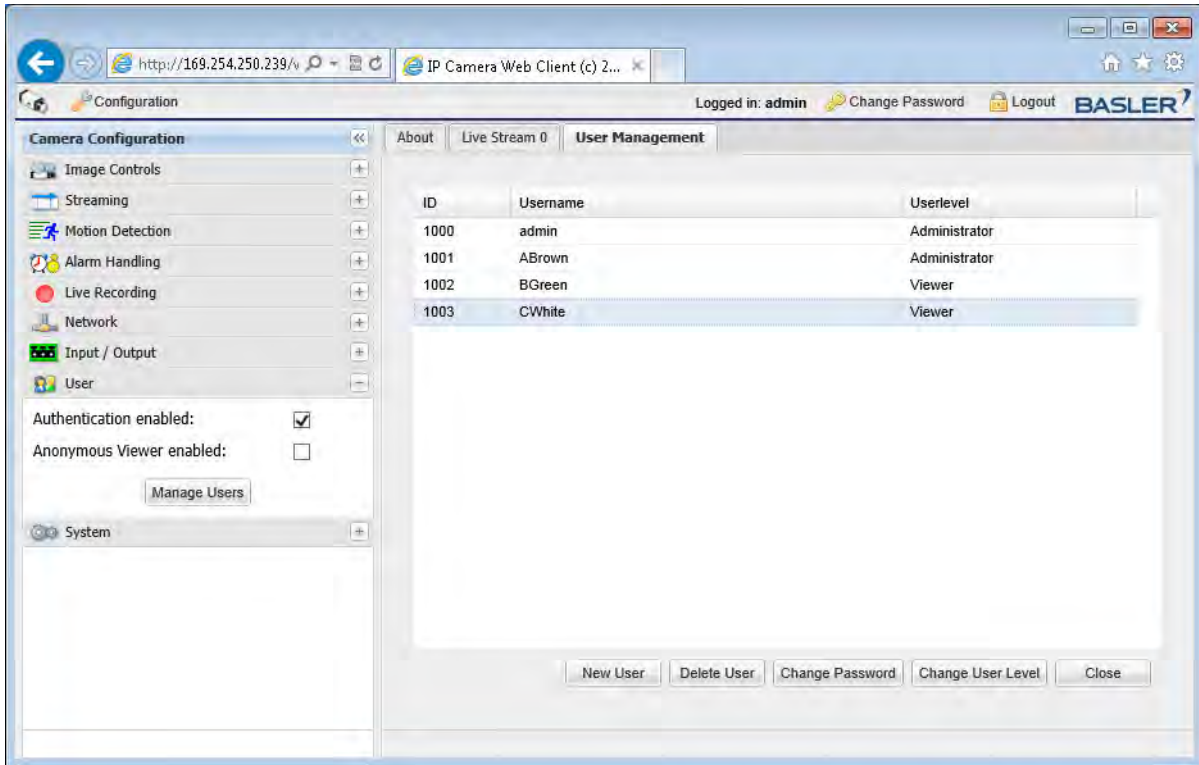 http://169.254.250.239/v
IP Camera Web Client (c) 2...
Configuration
Logged in: admin Change Password Logout BASLER
Camera Configuration
About Live Stream 0 User Management
Image Controls
Streaming
Motion Detection
Alarm Handling
Live Recording
Network
Input / Output
User
Authentication enabled:
Anonymous Viewer enabled:
Manage Users
System
ID Username Userlevel
1000 admin Administrator
1001 ABrown Administrator
1002 BGreen Viewer
1003 CWhite Viewer
New User Delete User Change Password Change User Level Close